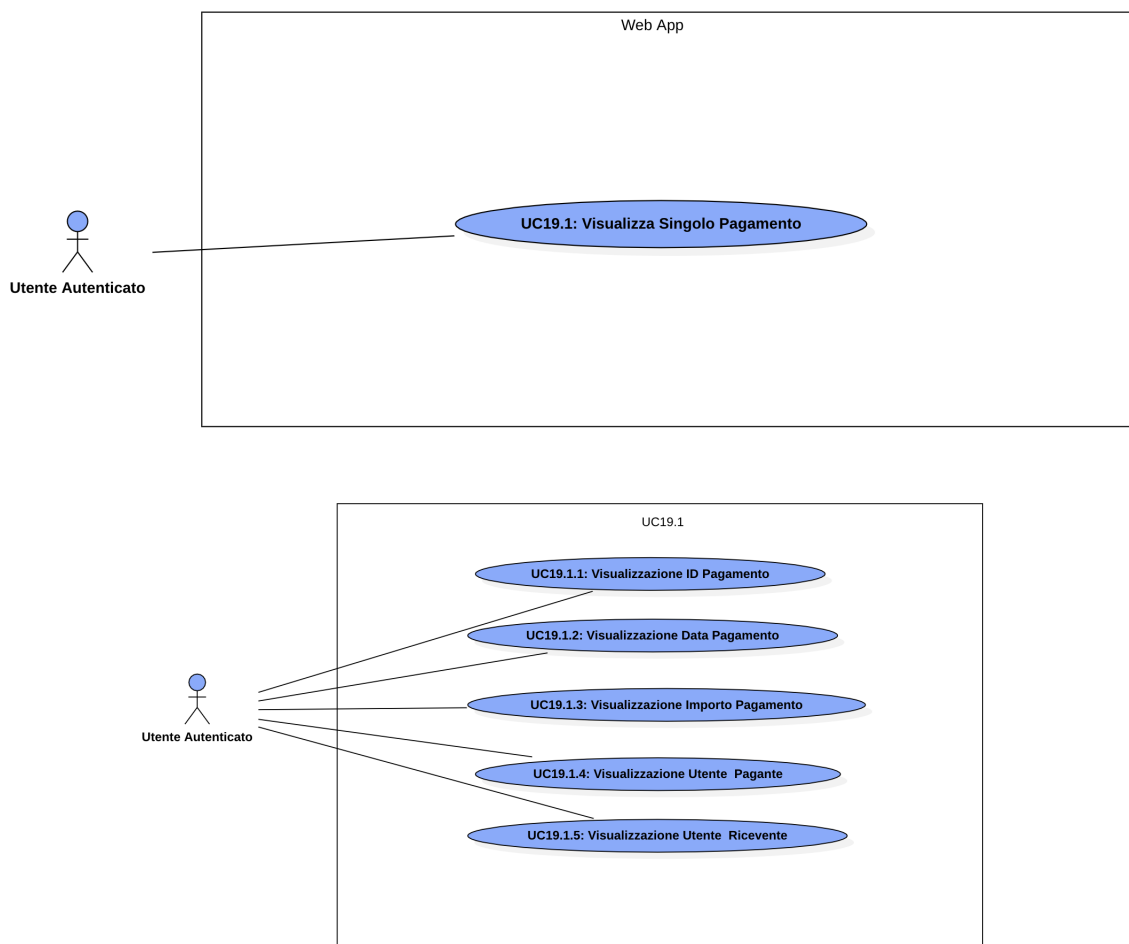 Web App
UC19.1: Visualizza Singolo Pagamento
Utente Autenticato
UC19.1
UC19.1.1: Visualizzazione ID Pagamento
UC19.1.2: Visualizzazione Data Pagamento
UC19.1.3: Visualizzazione Importo Pagamento
Utente Autenticato
UC19.1.4: Visualizzazione Utente  Pagante
UC19.1.5: Visualizzazione Utente  Ricevente